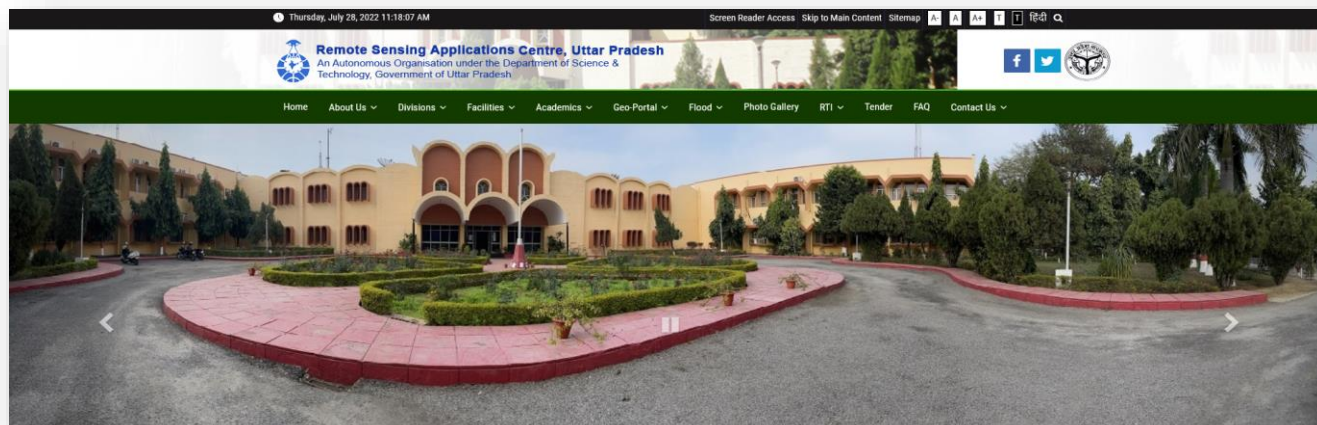 Thursday, July 28, 2022 11:18:07 AM
Screen Reader Access Skip to Main Content Sitemap A- A A+ T T हिंदी
Remote Sensing Applications Centre, Uttar Pradesh
An Autonomous Organisation under the Department of Science &
Technology, Government of Uttar Pradesh
Home About Us Divisions Facilities Academics Geo-Portal Flood Photo Gallery RTI Tender FAQ Contact Us